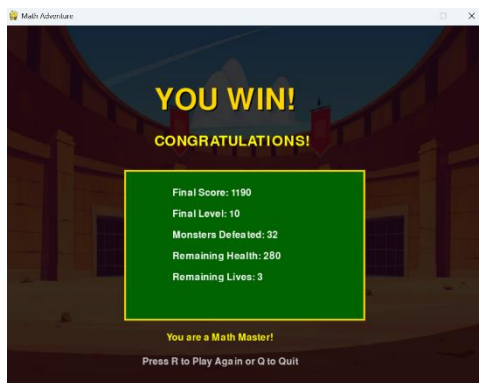 Math Adventure
YOU WIN!
CONGRATULATIONS!
Final Score: 1190
Final Level: 10
Monsters Defeated: 32
Remaining Health: 280
Remaining Lives: 3
You are a Math Master!
Press R to Play Again or Q to Quit